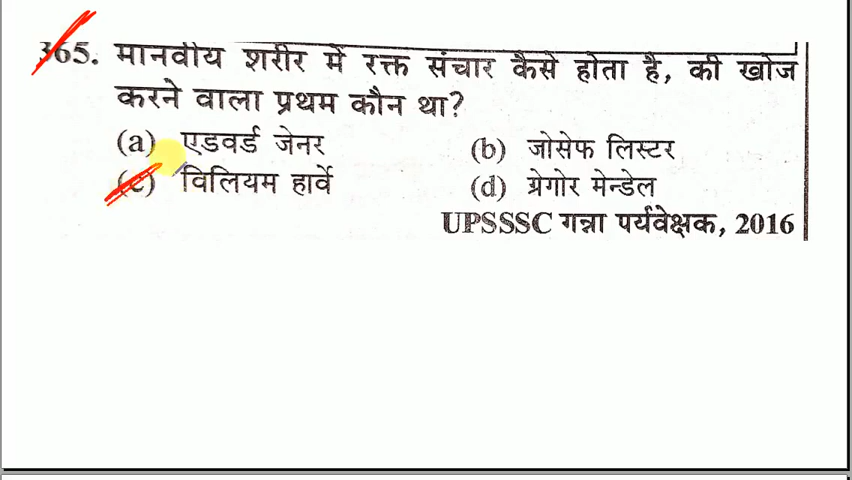 365. मानवीय शरीर में रक्त संचार कैसे होता है, की खोज
करने वाला प्रथम कौन था?
(a) एडवर्ड जेनर (b) जोसेफ लिस्टर
(c) विलियम हार्वे (d) ग्रेगोर मेन्डेल
UPSSSC गन्ना पर्यवेक्षक, 2016